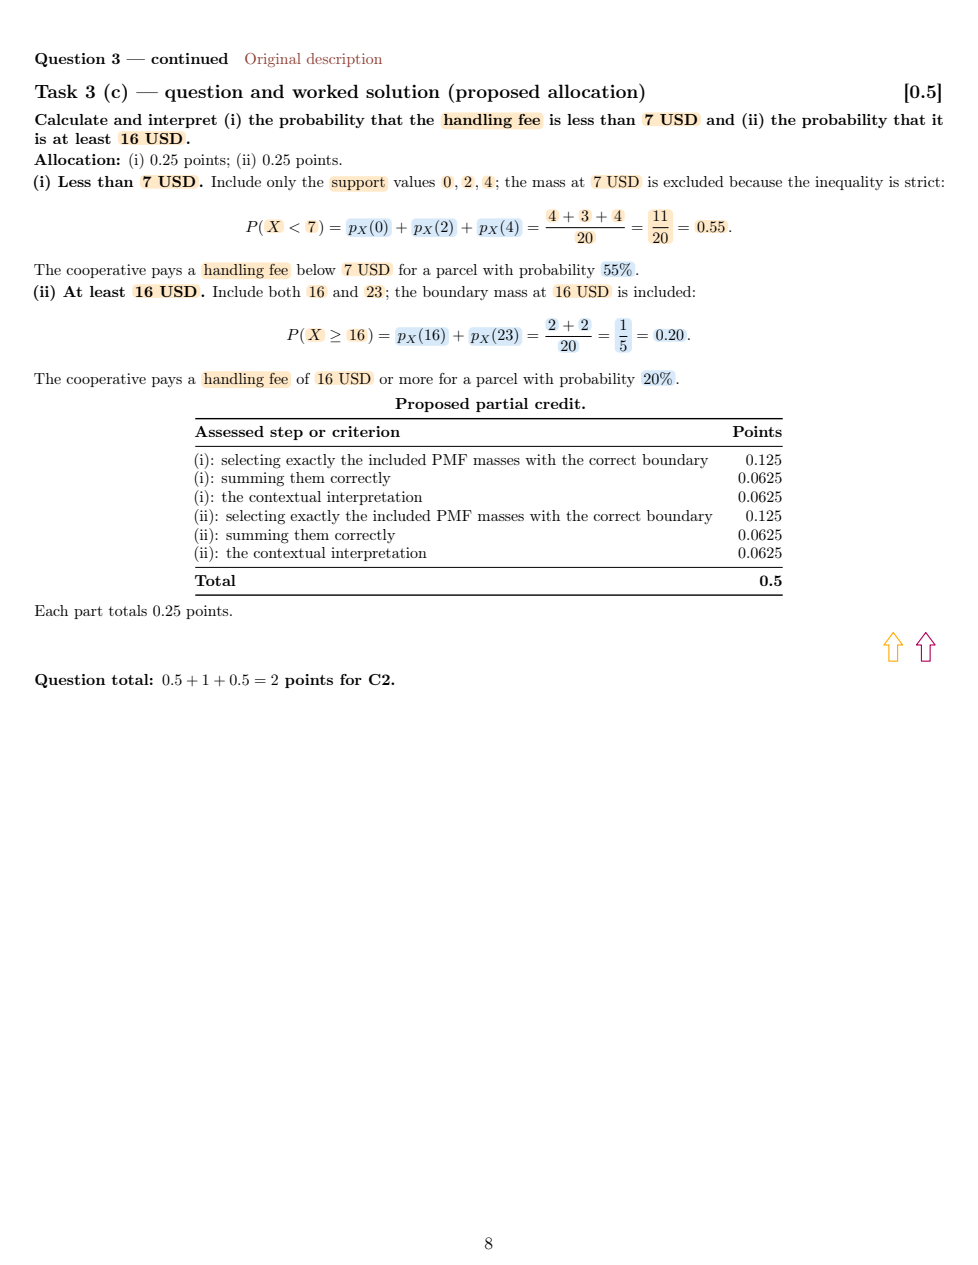 Question 3 — continued Original description
Task 3 (c) — question and worked solution (proposed allocation) [0.5]
Calculate and interpret (i) the probability that the handling fee is less than 7 USD and (ii) the probability that it
is at least 16 USD.
Allocation: (i) 0.25 points; (ii) 0.25 points.
(i) Less than 7 USD. Include only the support values 0, 2, 4; the mass at 7 USD is excluded because the inequality is strict:
P(X < 7) = p_X(0) + p_X(2) + p_X(4) = (4 + 3 + 4)/20 = 11/20 = 0.55.
The cooperative pays a handling fee below 7 USD for a parcel with probability 55%.
(ii) At least 16 USD. Include both 16 and 23; the boundary mass at 16 USD is included:
P(X ≥ 16) = p_X(16) + p_X(23) = (2 + 2)/20 = 1/5 = 0.20.
The cooperative pays a handling fee of 16 USD or more for a parcel with probability 20%.
Proposed partial credit.
Assessed step or criterion Points
(i): selecting exactly the included PMF masses with the correct boundary 0.125
(i): summing them correctly 0.0625
(i): the contextual interpretation 0.0625
(ii): selecting exactly the included PMF masses with the correct boundary 0.125
(ii): summing them correctly 0.0625
(ii): the contextual interpretation 0.0625
Total 0.5
Each part totals 0.25 points.
Question total: 0.5 + 1 + 0.5 = 2 points for C2.
8